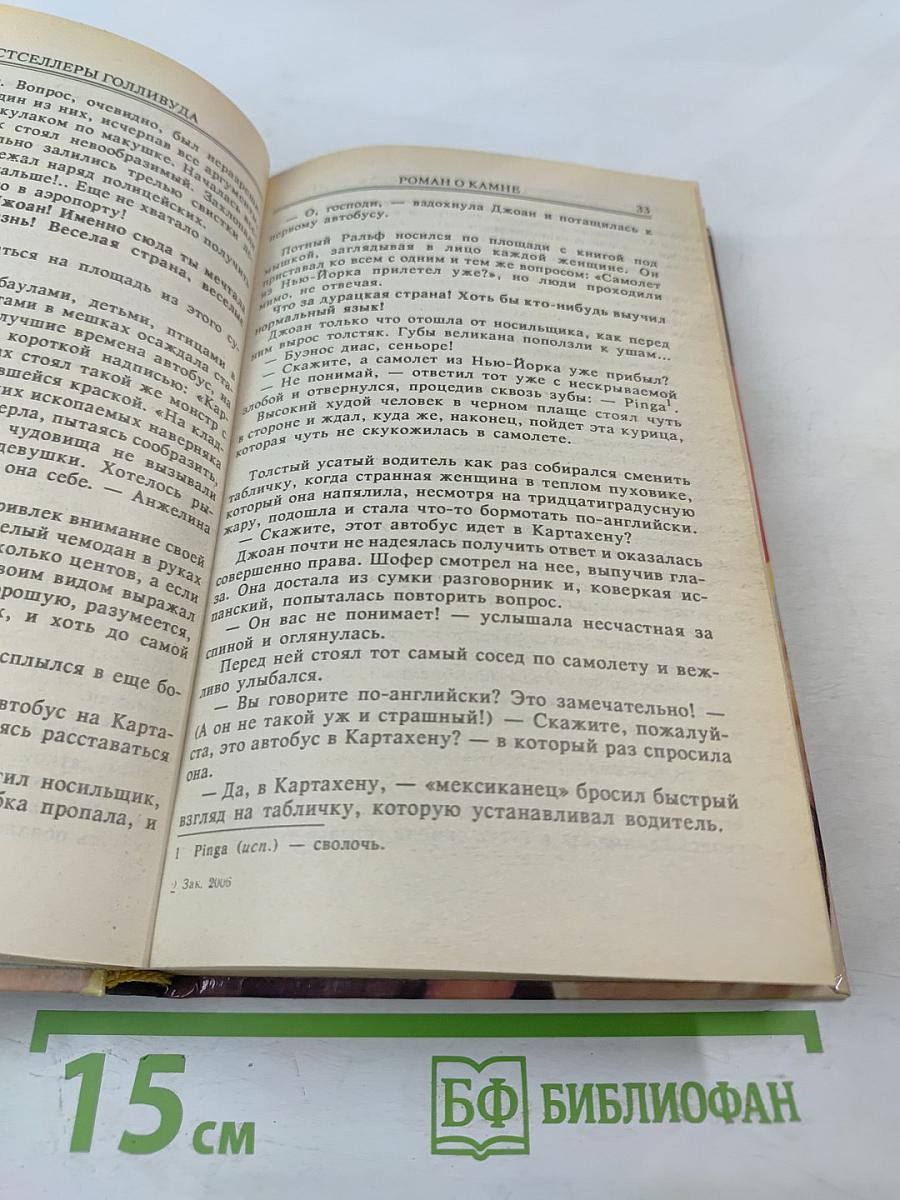 БЕСТСЕЛЛЕРЫ ГОЛЛИВУДА
Вопрос, очевидно, был неразреши
один из них, исчерпав все аргументы
кулаком по макушке. Началась
стоял невообразимый. Захлопали
залились трелью свистки
наряд полицейских.
дальше!.. Еще не хватало получить
в аэропорту!
Джоан! Именно сюда ты мечтала
Веселая страна, веселые
на площадь из этого су-
баулами, детьми, птицами в
в мешках осаждала ста-
лучшие времена автобус, на
короткой надписью: «Кар-
стоял такой же монстр с
краской. «На клад-
ископаемых наверняка
пытаясь сообразить,
чудовища не вызывали
девушки. Хотелось ры-
она себе. — Анжелина
привлек внимание своей
чемодан в руках
центов, а если
своим видом выражал
хорошую, разумеется,
и хоть до самой
расплылся в еще бо-
автобус на Карта-
расставаться
носильщик,
пропала, и
РОМАН О КАМНЕ
33
— О, господи, — вздохнула Джоан и потащилась к
первому автобусу.
Потный Ральф носился по площади с книгой под
мышкой, заглядывая в лицо каждой женщине. Он
приставал ко всем с одним и тем же вопросом: «Самолет
из Нью-Йорка прилетел уже?», но люди проходили
мимо, не отвечая.
Что за дурацкая страна! Хоть бы кто-нибудь выучил
нормальный язык!
Джоан только что отошла от носильщика, как перед
ним вырос толстяк. Губы великана поползли к ушам...
— Буэнос диас, сеньоре!
— Скажите, а самолет из Нью-Йорка уже прибыл?
— Не понимай, — ответил тот уже с нескрываемой
злобой и отвернулся, процедив сквозь зубы: — Pinga¹.
Высокий худой человек в черном плаще стоял чуть
в стороне и ждал, куда же, наконец, пойдет эта курица,
которая чуть не скукожилась в самолете.
Толстый усатый водитель как раз собирался сменить
табличку, когда странная женщина в теплом пуховике,
который она напялила, несмотря на тридцатиградусную
жару, подошла и стала что-то бормотать по-английски.
— Скажите, этот автобус идет в Картахену?
Джоан почти не надеялась получить ответ и оказалась
совершенно права. Шофер смотрел на нее, выпучив гла-
за. Она достала из сумки разговорник и, коверкая ис-
панский, попыталась повторить вопрос.
— Он вас не понимает! — услышала несчастная за
спиной и оглянулась.
Перед ней стоял тот самый сосед по самолету и веж-
ливо улыбался.
— Вы говорите по-английски? Это замечательно! —
(А он не такой уж и страшный!) — Скажите, пожалуй-
ста, это автобус в Картахену? — в который раз спросила
она.
— Да, в Картахену, — «мексиканец» бросил быстрый
взгляд на табличку, которую устанавливал водитель.
1 Pinga (исп.) — сволочь.
2 Зак. 2006
15 см
БФ БИБЛИОФАН